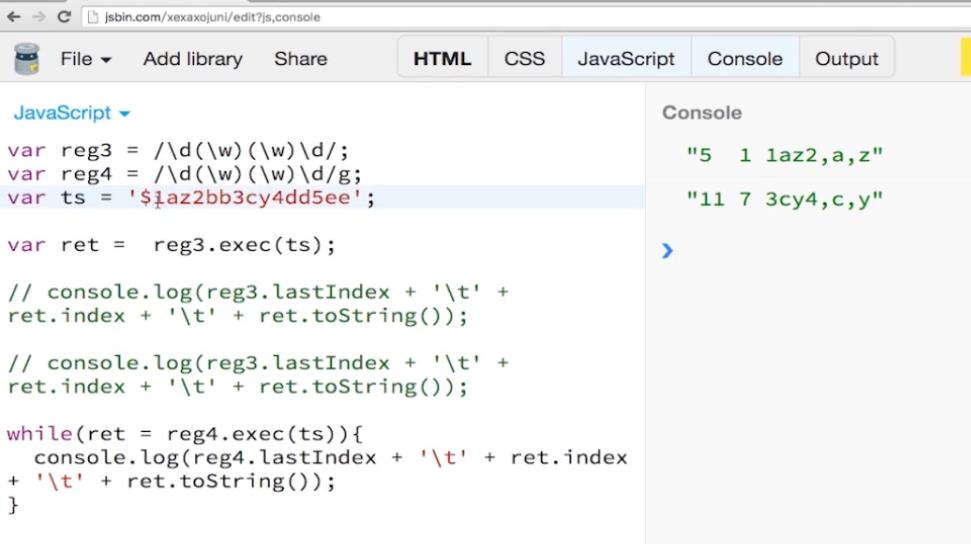 jsbin.com/xexaxojuni/edit?js,console
File Add library Share HTML CSS JavaScript Console Output
JavaScript
var reg3 = /\d(\w)(\w)\d/;
var reg4 = /\d(\w)(\w)\d/g;
var ts = '$1az2bb3cy4dd5ee';
var ret =  reg3.exec(ts);
// console.log(reg3.lastIndex + '\t' +
ret.index + '\t' + ret.toString());
// console.log(reg3.lastIndex + '\t' +
ret.index + '\t' + ret.toString());
while(ret = reg4.exec(ts)){
  console.log(reg4.lastIndex + '\t' + ret.index
+ '\t' + ret.toString());
}
Console
"5  1 1az2,a,z"
"11 7 3cy4,c,y"